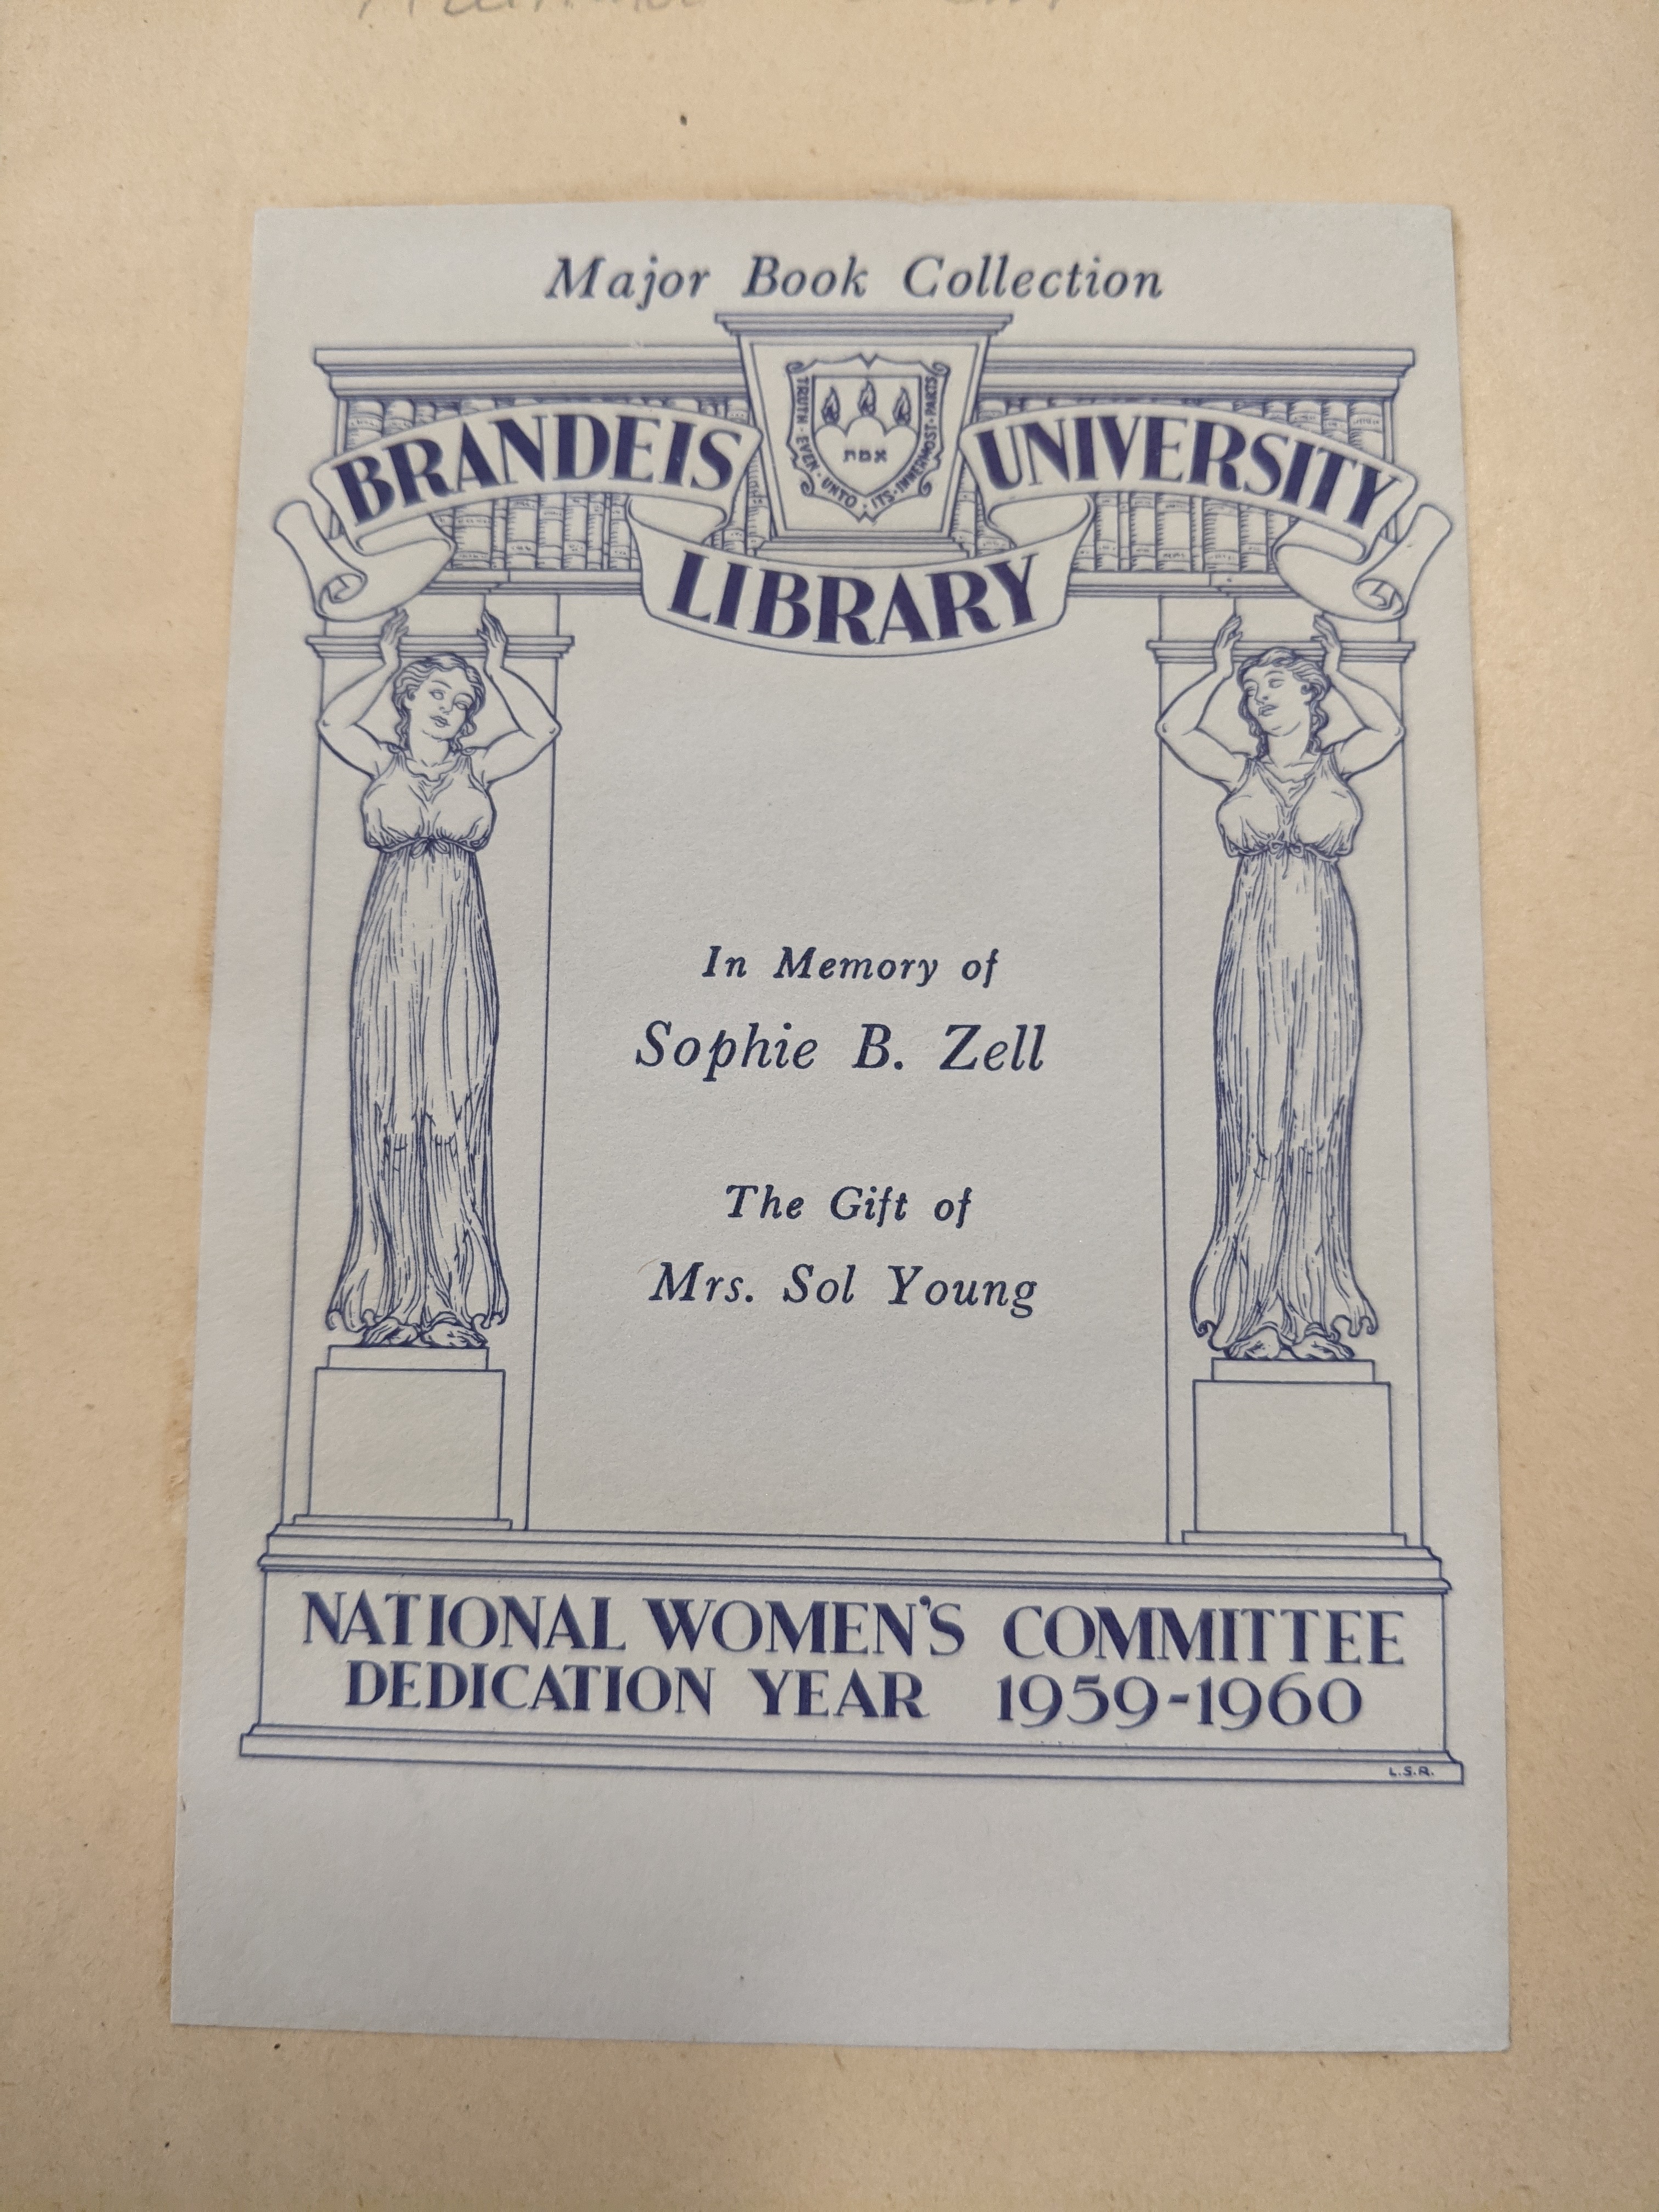 Major Book Collection
BRANDEIS UNIVERSITY
TRUTH · EVEN · UNTO · ITS · INNERMOST · PARTS
אמת
LIBRARY
In Memory of
Sophie B. Zell
The Gift of
Mrs. Sol Young
NATIONAL WOMEN'S COMMITTEE
DEDICATION YEAR 1959-1960
L.S.R.